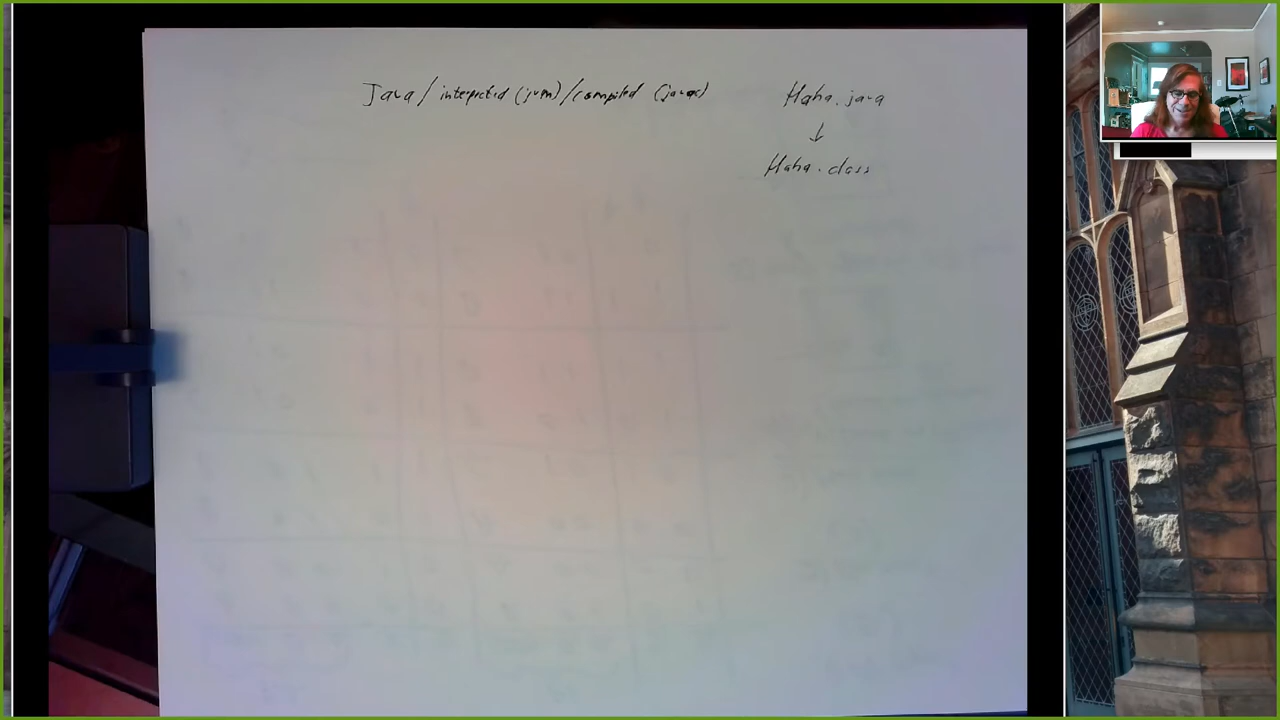 Java / interpreted (jvm) / compiled (javac)
Haha.java
↓
Haha.class